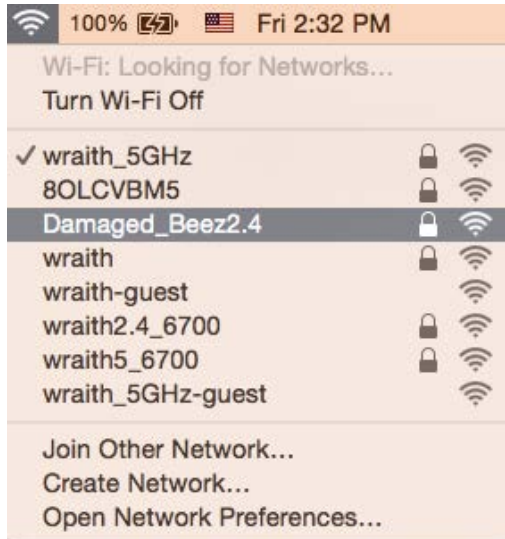 100% Fri 2:32 PM
Wi-Fi: Looking for Networks...
Turn Wi-Fi Off
wraith_5GHz
8OLCVBM5
Damaged_Beez2.4
wraith
wraith-guest
wraith2.4_6700
wraith5_6700
wraith_5GHz-guest
Join Other Network...
Create Network...
Open Network Preferences...